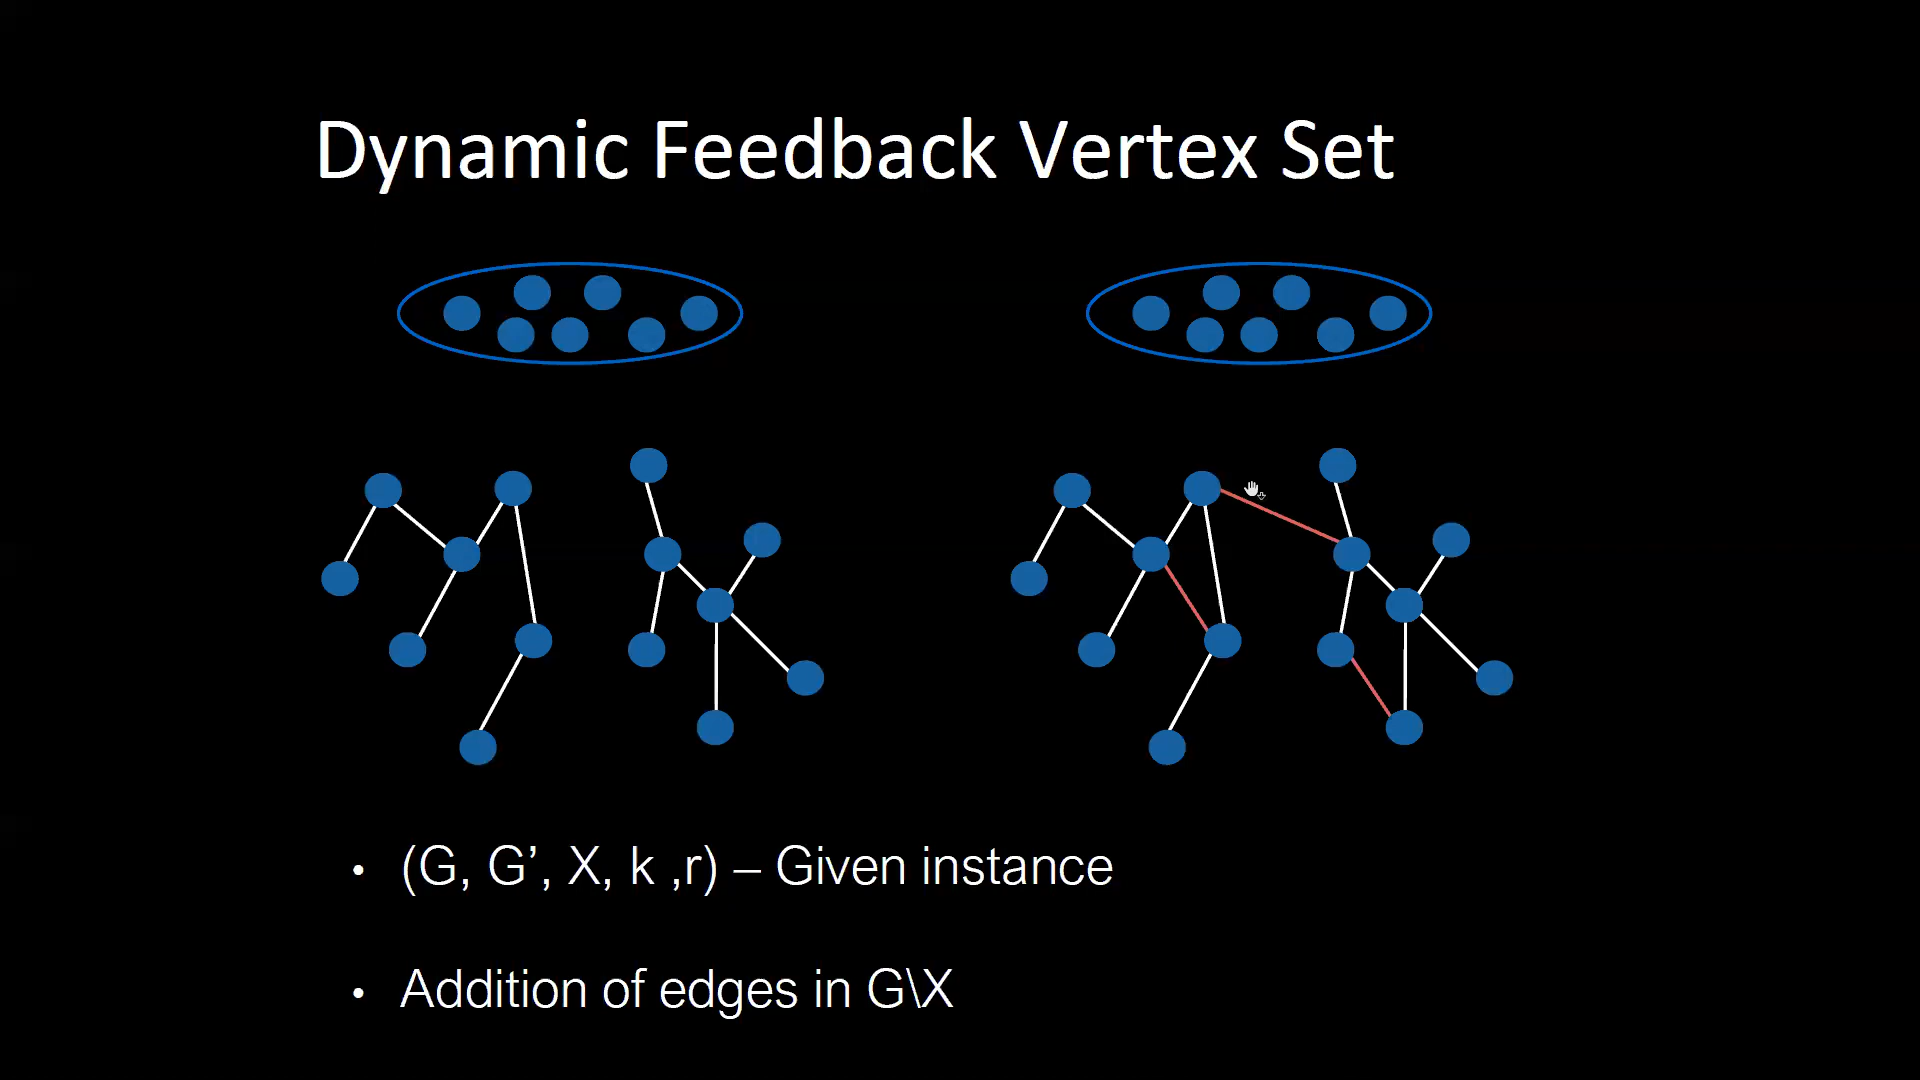 Dynamic Feedback Vertex Set
• (G, G’, X, k ,r) – Given instance
• Addition of edges in G\X